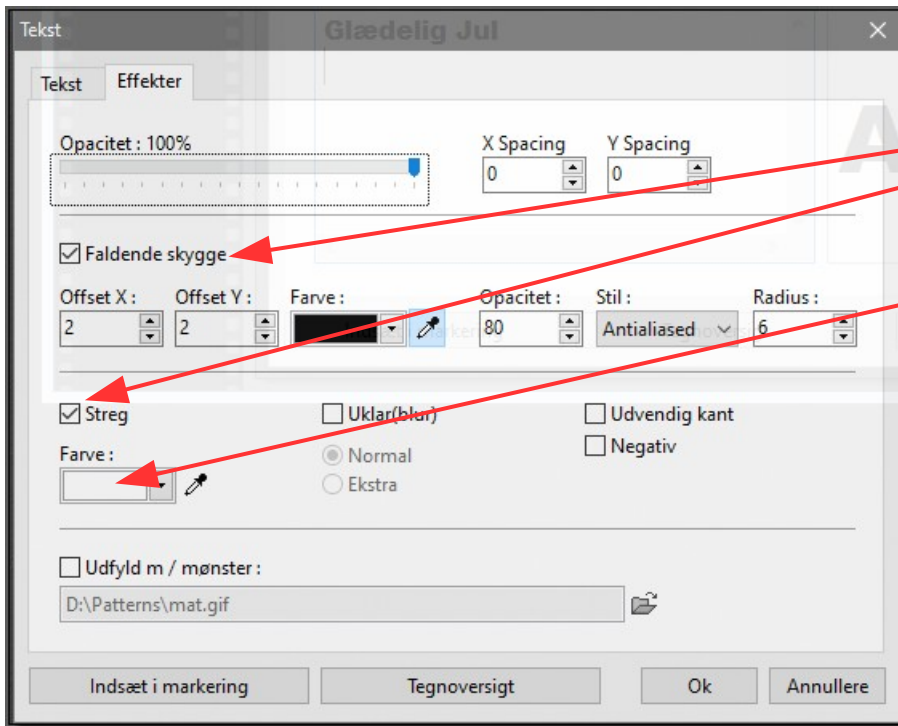 Tekst
Glædelig Jul
Tekst Effekter
A
Opacitet : 100% X Spacing Y Spacing
0 0
Faldende skygge
Offset X : Offset Y : Farve : Opacitet : Stil : Radius :
2 2 80 Antialiased 6
Streg Uklar(blur) Udvendig kant
Farve : Normal Negativ
Ekstra
Udfyld m / mønster :
D:\Patterns\mat.gif
Indsæt i markering Tegnoversigt Ok Annullere